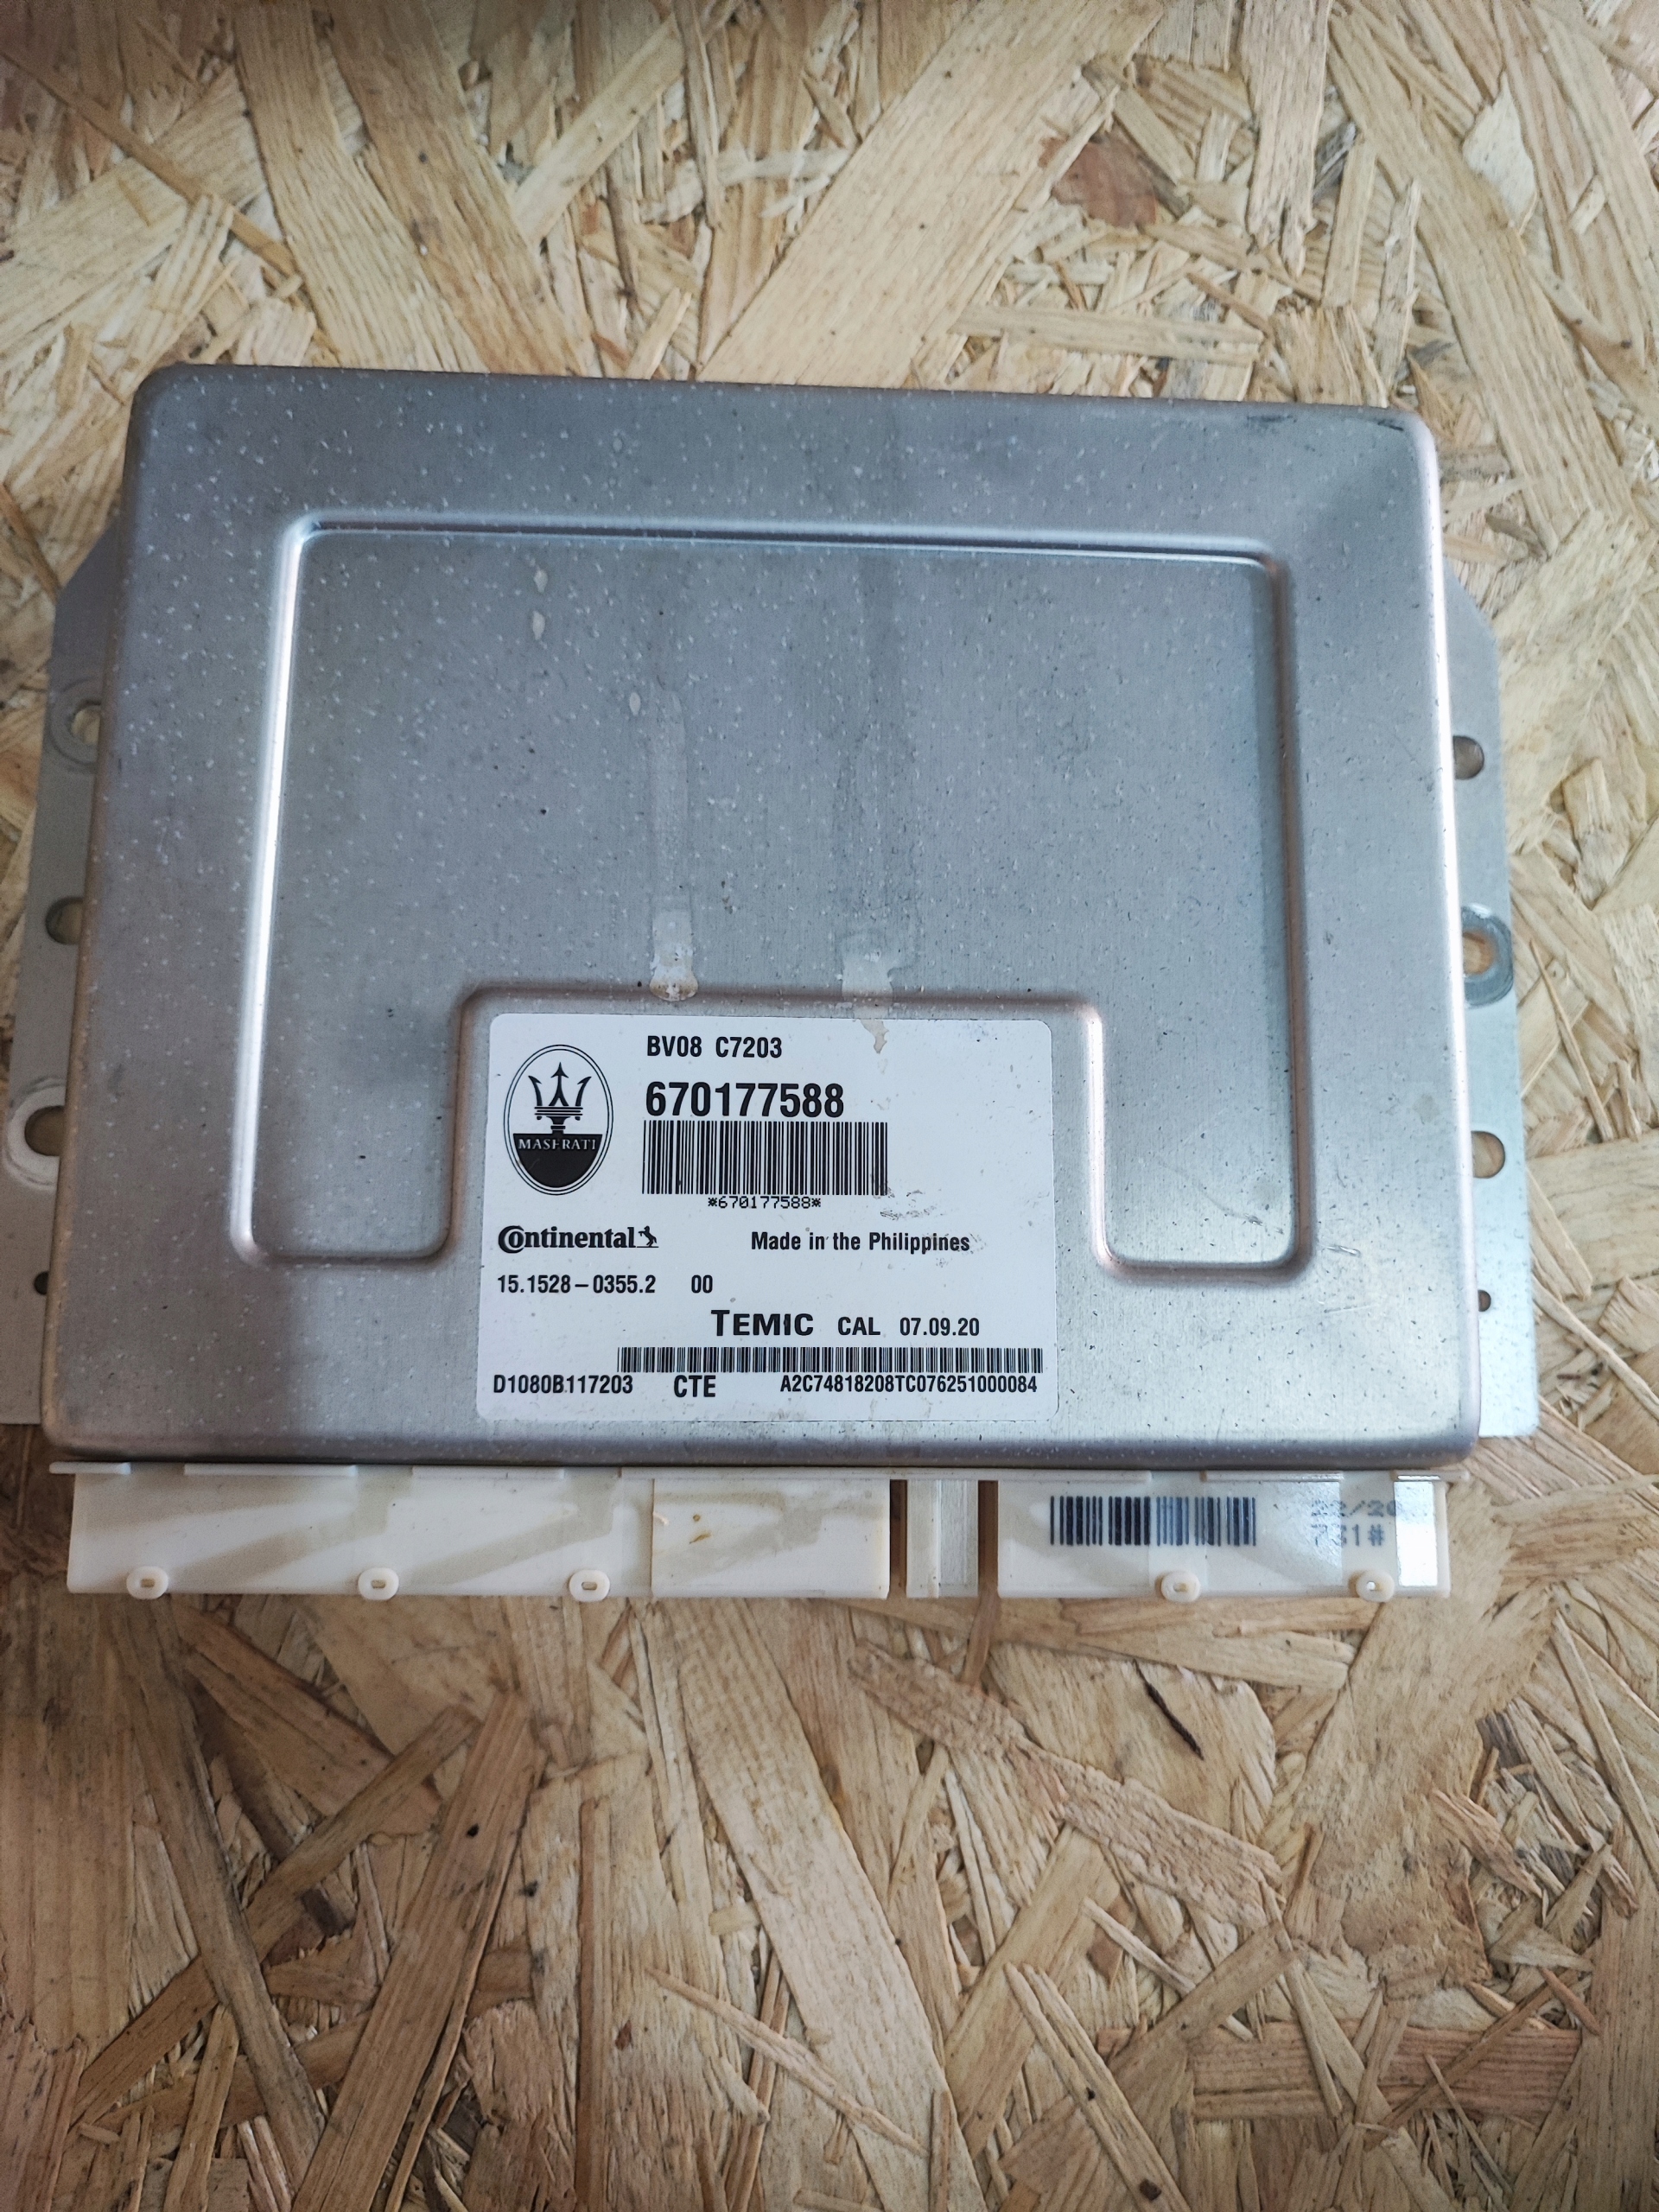 BV08 C7203
670177588
MASERATI
*670177588*
Continental
Made in the Philippines
15.1528-0355.2 00
TEMIC CAL 07.09.20
D1080B117203 CTE A2C74818208TC076251000084